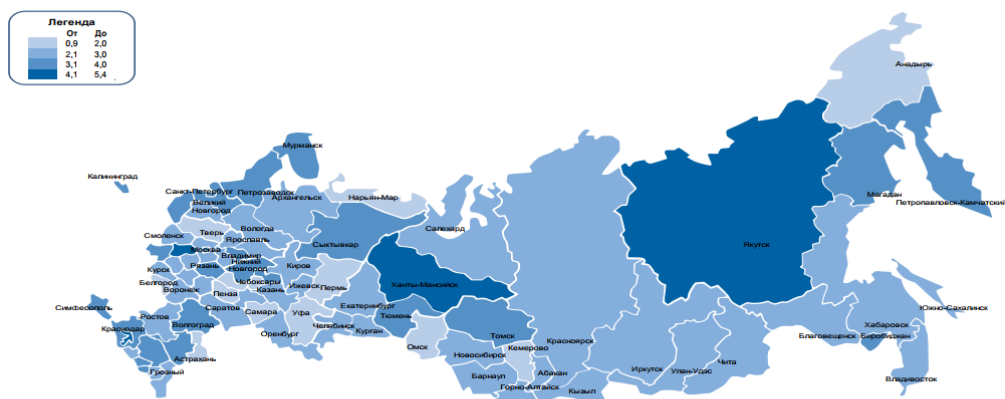 Легенда
От До
0,9 2,0
2,1 3,0
3,1 4,0
4,1 5,4
Анадырь
Мурманск
Калининград
Санкт-Петербург
Петрозаводск
Великий
Новгород
Архангельск
Нарьян-Мар
Магадан
Петропавловск-Камчатский
Салехард
Смоленск
Тверь
Вологда
Ярославль
Сыктывкар
Якутск
Москва
Владимир
Нижний
Новгород
Рязань
Киров
Курск
Белгород
Воронеж
Чебоксары
Казань
Ижевск
Пермь
Ханты-Мансийск
Пенза
Симферополь
Саратов
Самара
Уфа
Екатеринбург
Тюмень
Южно-Сахалинск
Ростов
Краснодар
Волгоград
Оренбург
Челябинск
Курган
Хабаровск
Благовещенск
Биробиджан
Томск
Красноярск
Омск
Кемерово
Новосибирск
Астрахань
Грозный
Барнаул
Абакан
Иркутск
Улан-Удэ
Чита
Горно-Алтайск
Кызыл
Владивосток